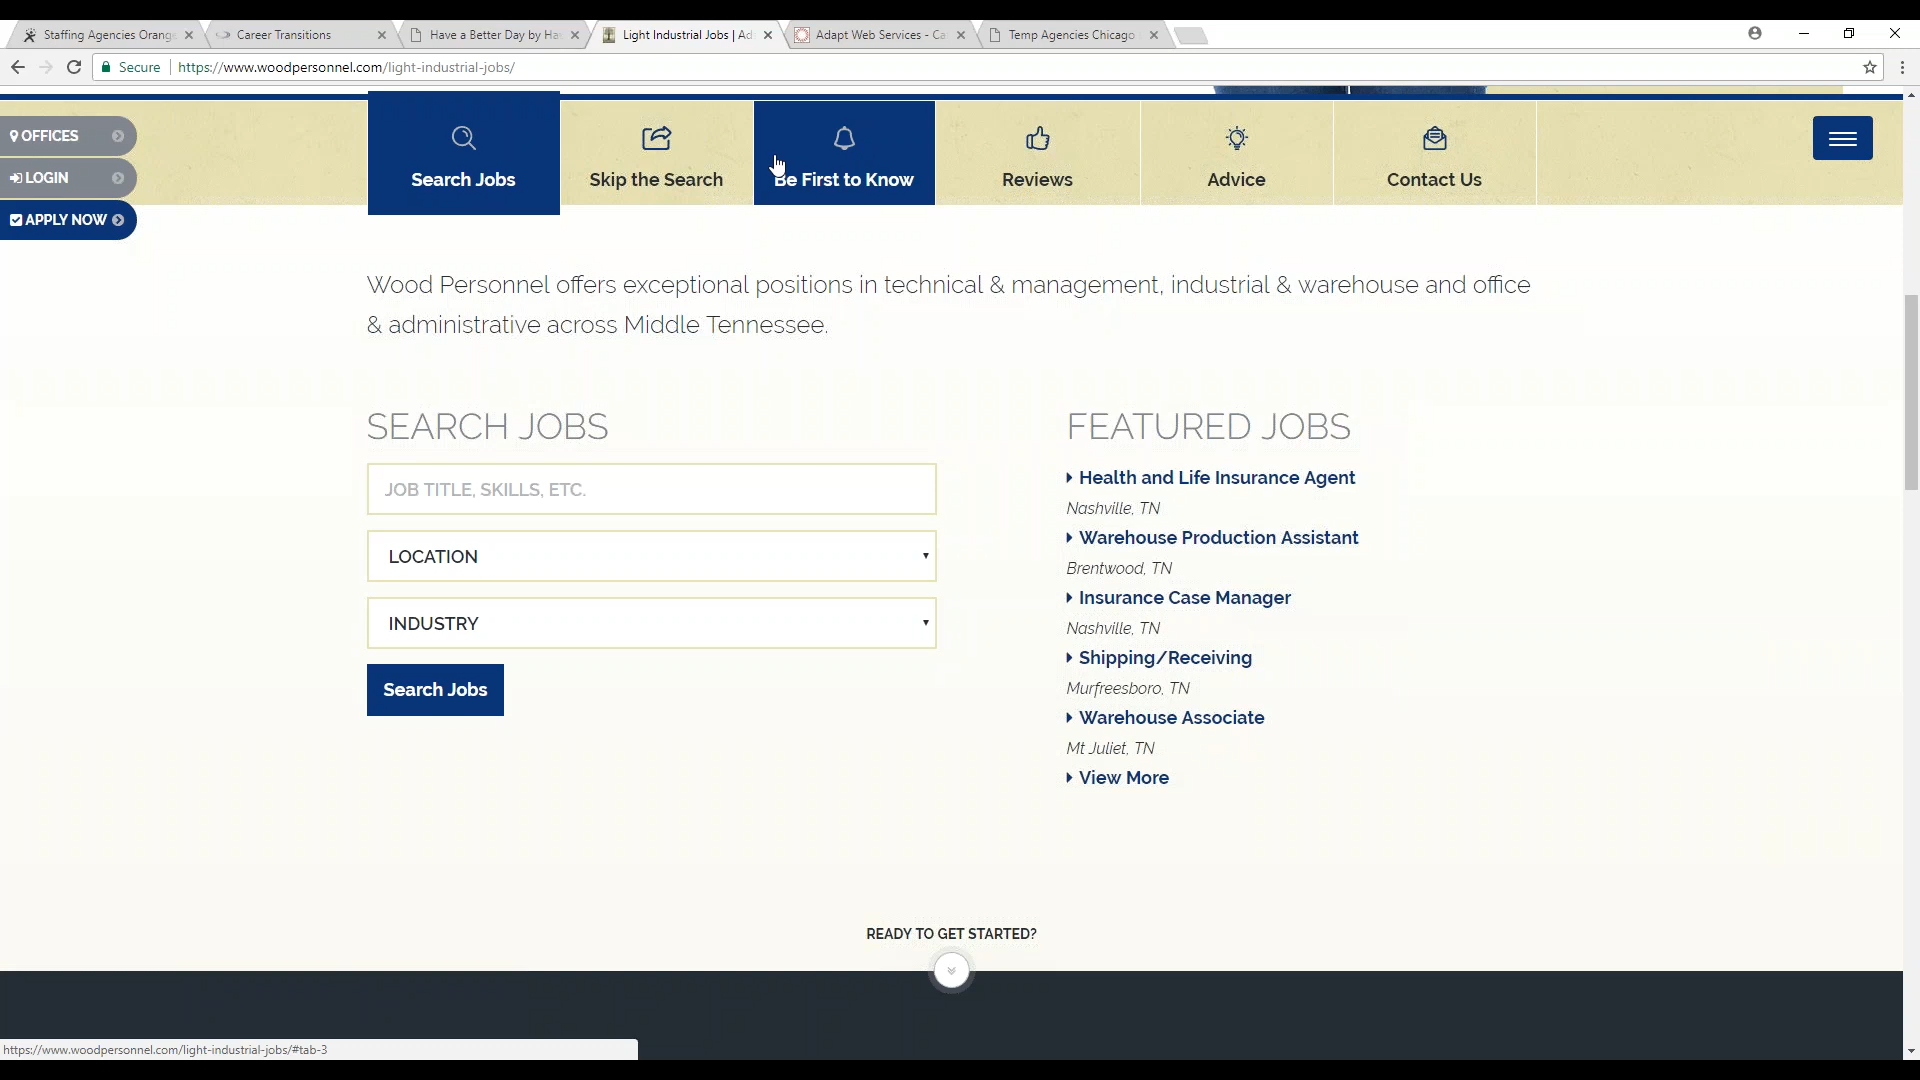 Staffing Agencies Orange
Career Transitions
Have a Better Day by Ha
Light Industrial Jobs | Ad
Adapt Web Services - Ca
Temp Agencies Chicago
Secure
https://www.woodpersonnel.com/light-industrial-jobs/
OFFICES
LOGIN
APPLY NOW
Search Jobs
Skip the Search
Be First to Know
Reviews
Advice
Contact Us
Wood Personnel offers exceptional positions in technical & management, industrial & warehouse and office
& administrative across Middle Tennessee.
SEARCH JOBS
JOB TITLE, SKILLS, ETC.
LOCATION
INDUSTRY
Search Jobs
FEATURED JOBS
Health and Life Insurance Agent
Nashville, TN
Warehouse Production Assistant
Brentwood, TN
Insurance Case Manager
Nashville, TN
Shipping/Receiving
Murfreesboro, TN
Warehouse Associate
Mt Juliet, TN
View More
READY TO GET STARTED?
https://www.woodpersonnel.com/light-industrial-jobs/#tab-3